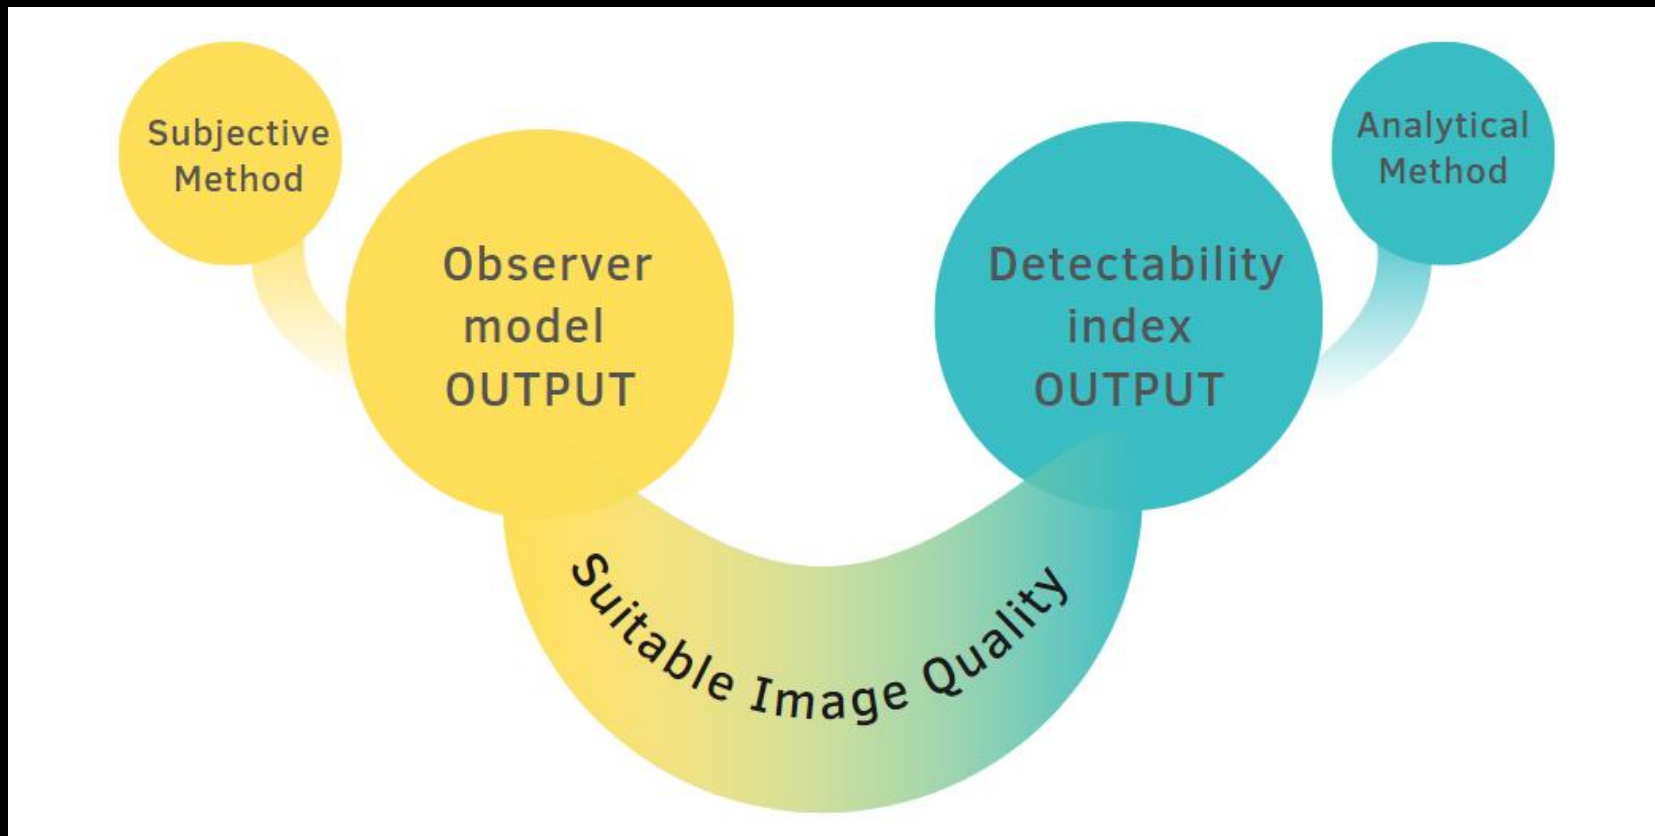 Subjective
Method
Observer
model
OUTPUT
Detectability
index
OUTPUT
Analytical
Method
Suitable Image Quality